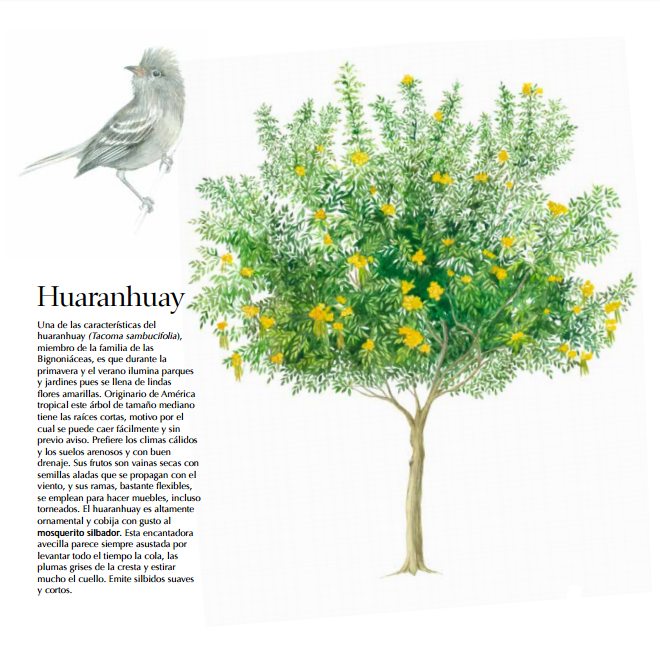 Huaranhuay
Una de las características del
huaranhuay (Tacoma sambucifolia),
miembro de la familia de las
Bignoniáceas, es que durante la
primavera y el verano ilumina parques
y jardines pues se llena de lindas
flores amarillas. Originario de América
tropical este árbol de tamaño mediano
tiene las raíces cortas, motivo por el
cual se puede caer fácilmente y sin
previo aviso. Prefiere los climas cálidos
y los suelos arenosos y con buen
drenaje. Sus frutos son vainas secas con
semillas aladas que se propagan con el
viento, y sus ramas, bastante flexibles,
se emplean para hacer muebles, incluso
torneados. El huaranhuay es altamente
ornamental y cobija con gusto al
mosquerito silbador. Esta encantadora
avecilla parece siempre asustada por
levantar todo el tiempo la cola, las
plumas grises de la cresta y estirar
mucho el cuello. Emite silbidos suaves
y cortos.